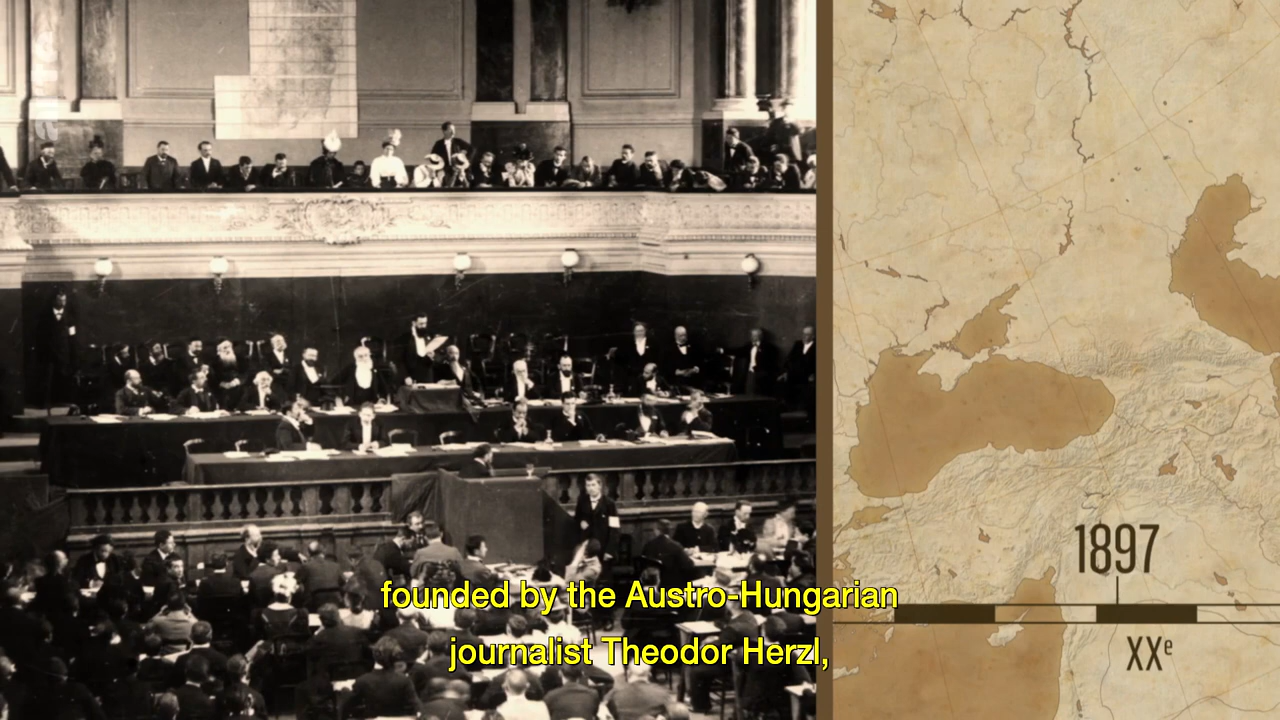 1897
XXᵉ
founded by the Austro-Hungarian
journalist Theodor Herzl,